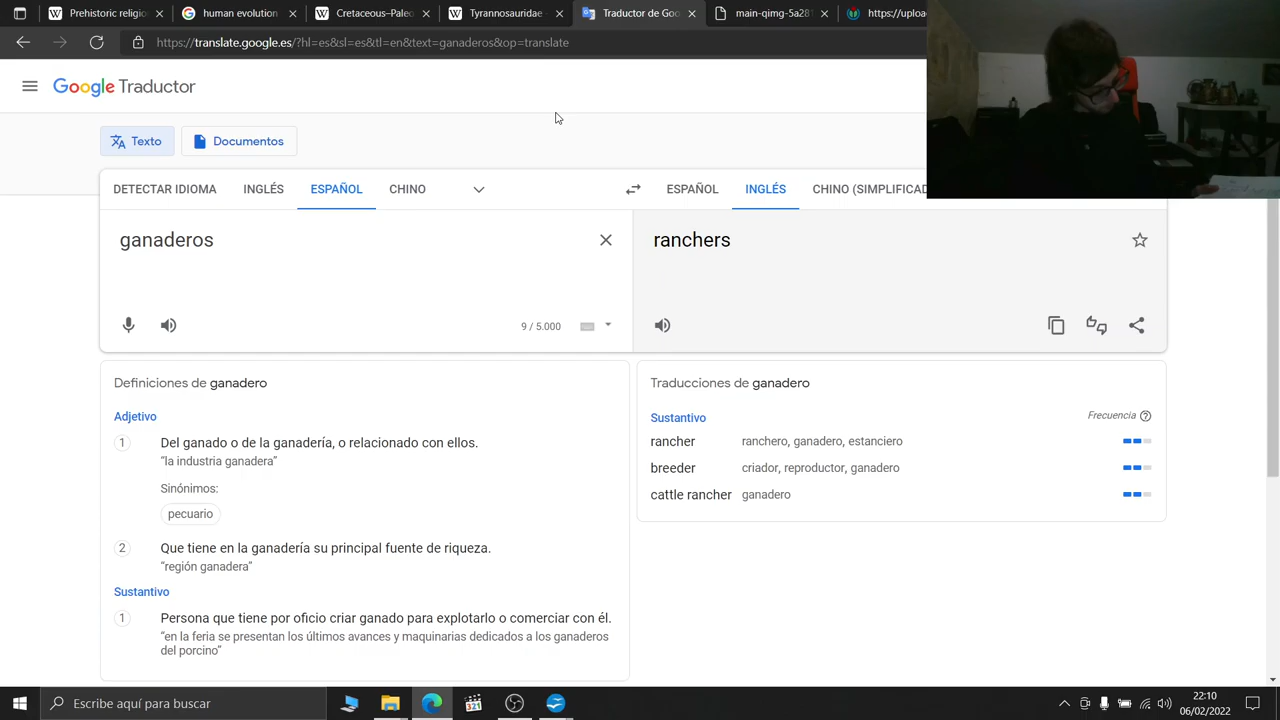 Prehistoric religio
human evolution
Cretaceous–Paleo
Tyrannosauridae -
Traductor de Goo
main-qimg-5a281
https://upload
https://translate.google.es/?hl=es&sl=es&tl=en&text=ganaderos&op=translate
Google Traductor
Texto
Documentos
DETECTAR IDIOMA INGLÉS ESPAÑOL CHINO
ESPAÑOL INGLÉS CHINO (SIMPLIFICAD
ganaderos
ranchers
9 / 5.000
Definiciones de ganadero
Adjetivo
1 Del ganado o de la ganadería, o relacionado con ellos.
“la industria ganadera”
Sinónimos:
pecuario
2 Que tiene en la ganadería su principal fuente de riqueza.
“región ganadera”
Sustantivo
1 Persona que tiene por oficio criar ganado para explotarlo o comerciar con él.
“en la feria se presentan los últimos avances y maquinarias dedicados a los ganaderos
del porcino”
Traducciones de ganadero
Sustantivo Frecuencia
rancher ranchero, ganadero, estanciero
breeder criador, reproductor, ganadero
cattle rancher ganadero
Escribe aquí para buscar
321
22:10
06/02/2022